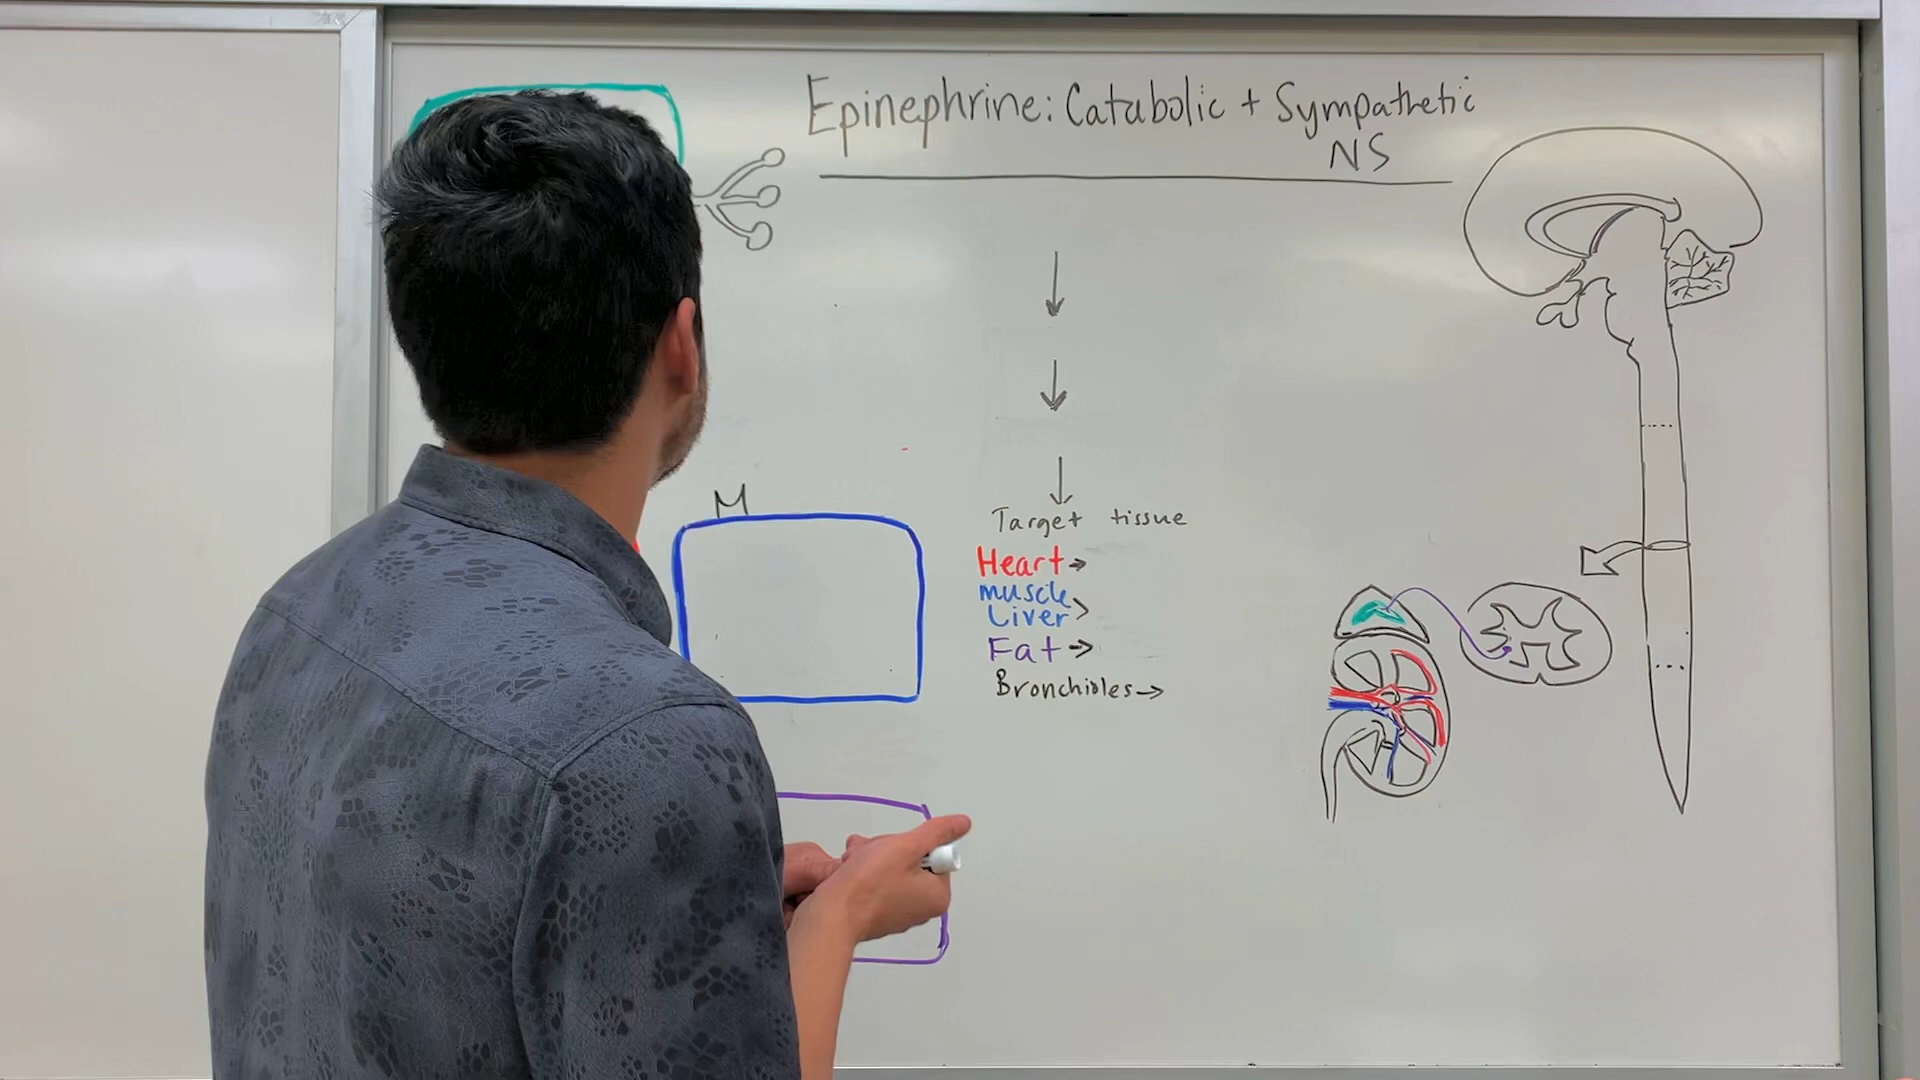 Epinephrine: Catabolic + Sympathetic
NS
M
Target tissue
Heart→
muscle
Liver>
Fat→
Bronchioles→